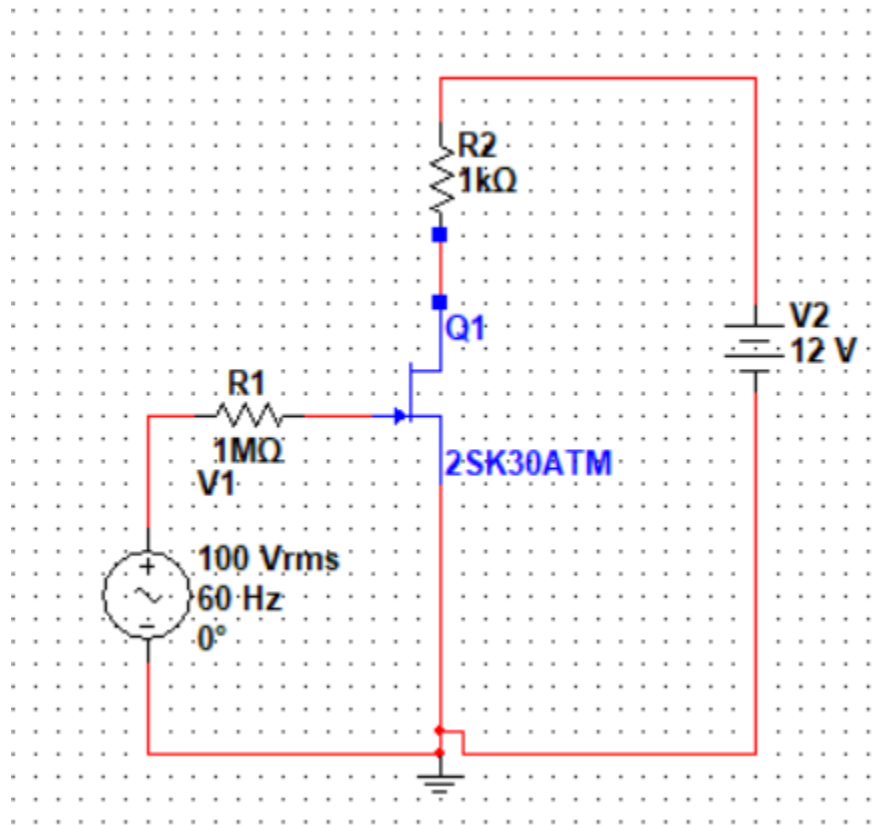 R2
1kΩ
Q1
V2
12 V
R1
1MΩ
2SK30ATM
V1
100 Vrms
60 Hz
0°